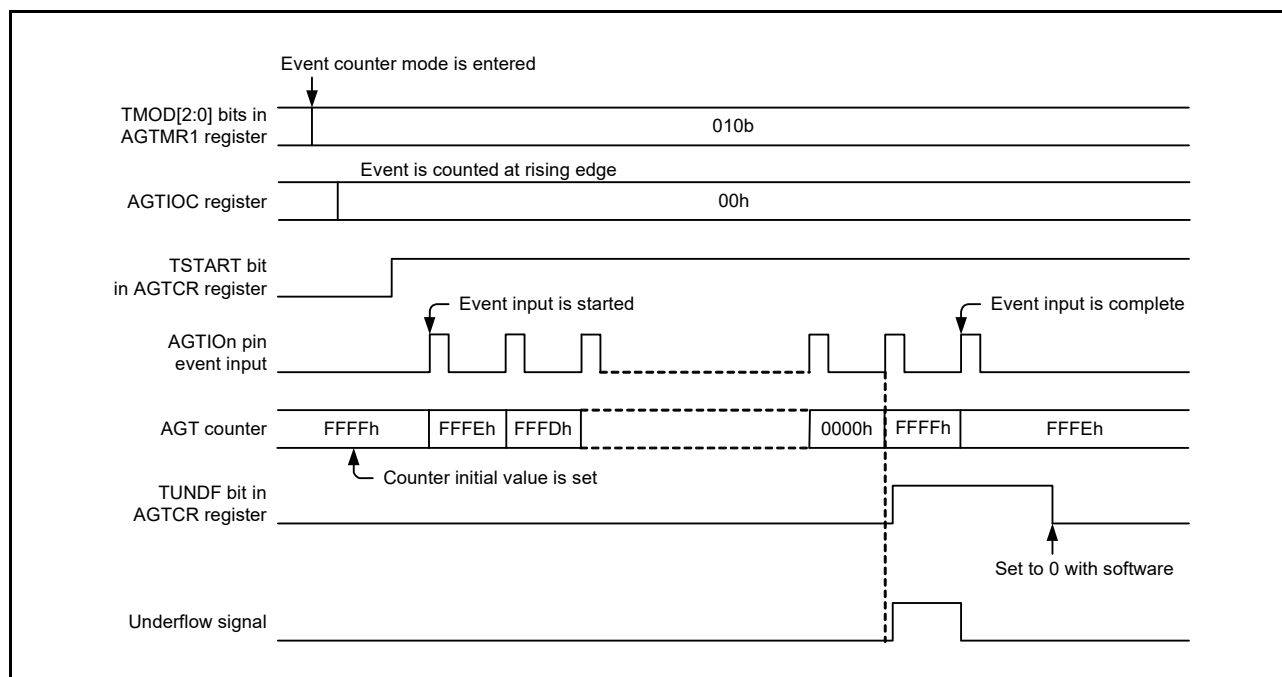 Event counter mode is entered
TMOD[2:0] bits in
AGTMR1 register
010b
Event is counted at rising edge
AGTIOC register
00h
TSTART bit
in AGTCR register
Event input is started
Event input is complete
AGTIOn pin
event input
AGT counter
FFFFh
FFFEh
FFFDh
0000h
FFFFh
FFFEh
Counter initial value is set
TUNDF bit in
AGTCR register
Set to 0 with software
Underflow signal